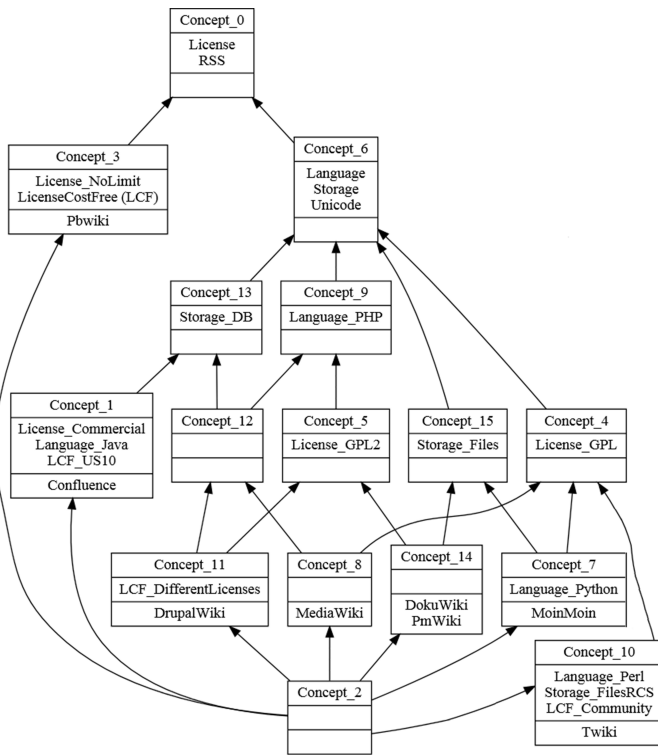 Concept_0
License
RSS
Concept_3
License_NoLimit
LicenseCostFree (LCF)
Pbwiki
Concept_6
Language
Storage
Unicode
Concept_13
Storage_DB
Concept_9
Language_PHP
Concept_1
License_Commercial
Language_Java
LCF_US10
Confluence
Concept_12
Concept_5
License_GPL2
Concept_15
Storage_Files
Concept_4
License_GPL
Concept_11
LCF_DifferentLicenses
DrupalWiki
Concept_8
MediaWiki
Concept_14
DokuWiki
PmWiki
Concept_7
Language_Python
MoinMoin
Concept_10
Language_Perl
Storage_FilesRCS
LCF_Community
Twiki
Concept_2